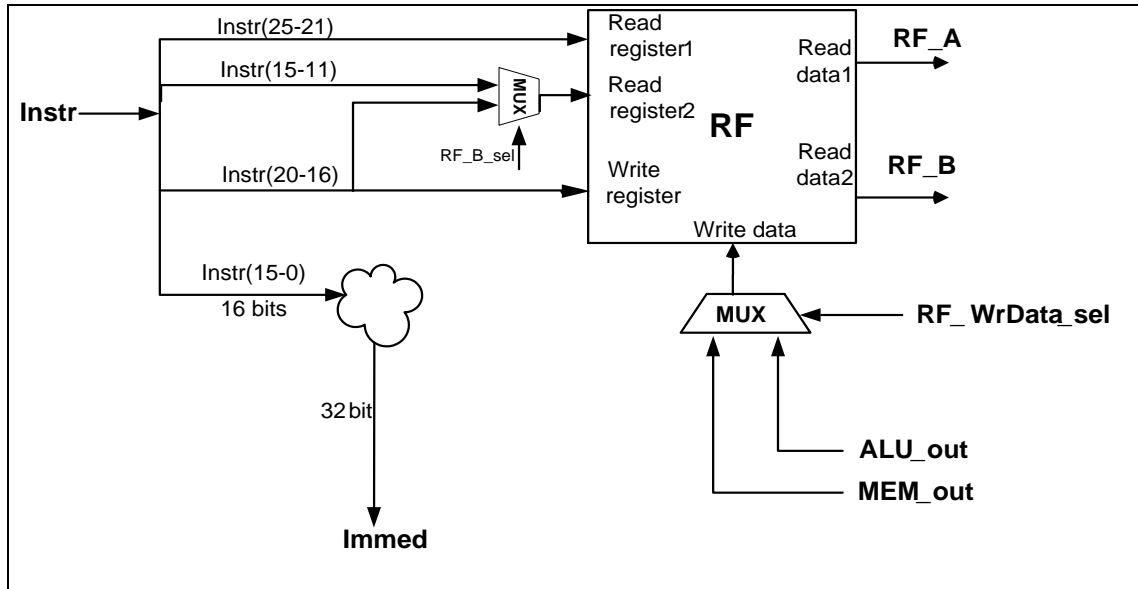 Instr
Instr(25-21)
Instr(15-11)
MUX
RF_B_sel
Instr(20-16)
Instr(15-0)
16 bits
32 bit
Immed
Read
register1
Read
register2
Write
register
RF
Read
data1
Read
data2
Write data
RF_A
RF_B
MUX
RF_ WrData_sel
ALU_out
MEM_out